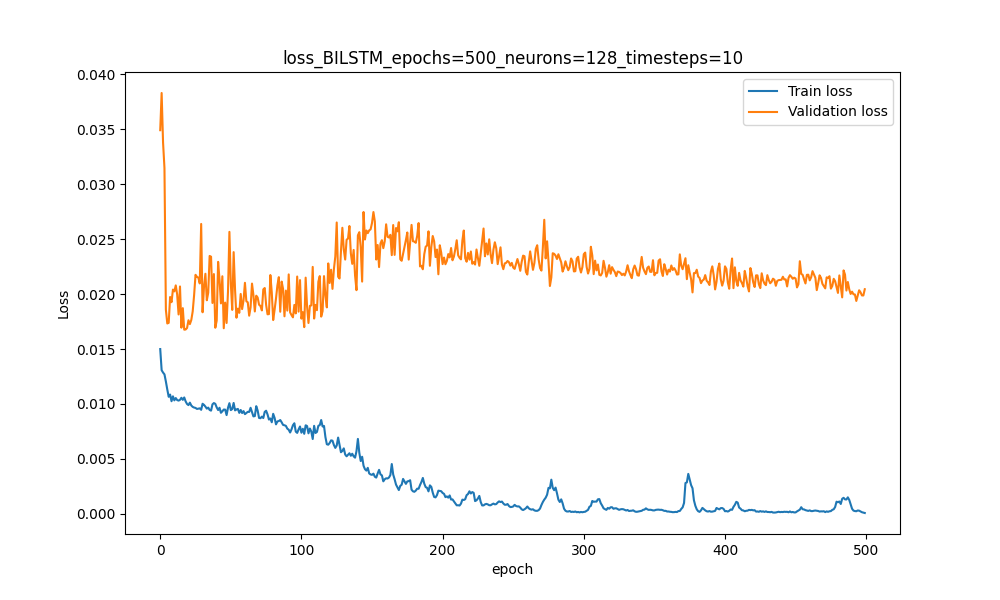 loss_BILSTM_epochs=500_neurons=128_timesteps=10
0.040
0.035
0.030
0.025
0.020
0.015
0.010
0.005
0.000
Loss
Train loss
Validation loss
0 100 200 300 400 500
epoch